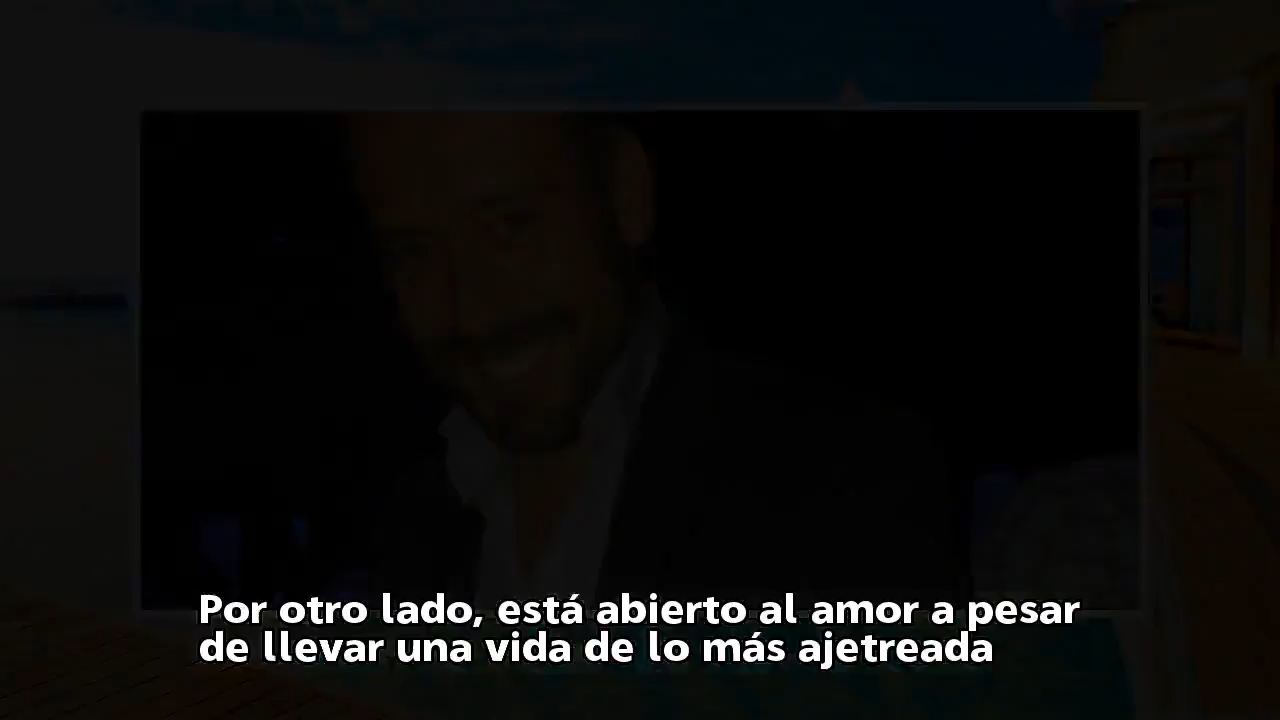 Por otro lado, está abierto al amor a pesar
de llevar una vida de lo más ajetreada